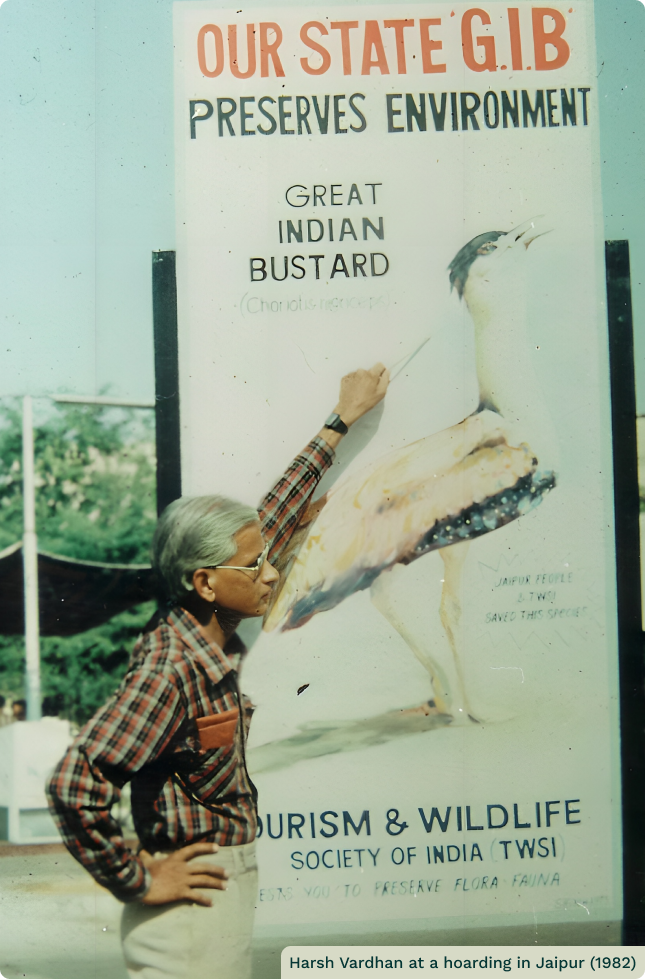 OUR STATE 'G.I.B'
PRESERVES ENVIRONMENT
GREAT
INDIAN
BUSTARD
JAIPUR PEOPLE
& TWSI
SAVED THIS SPECIES
OURISM & WILDLIFE
SOCIETY OF INDIA (TWSI)
ESTS YOU TO PRESERVE FLORA FAUNA
Harsh Vardhan at a hoarding in Jaipur (1982)